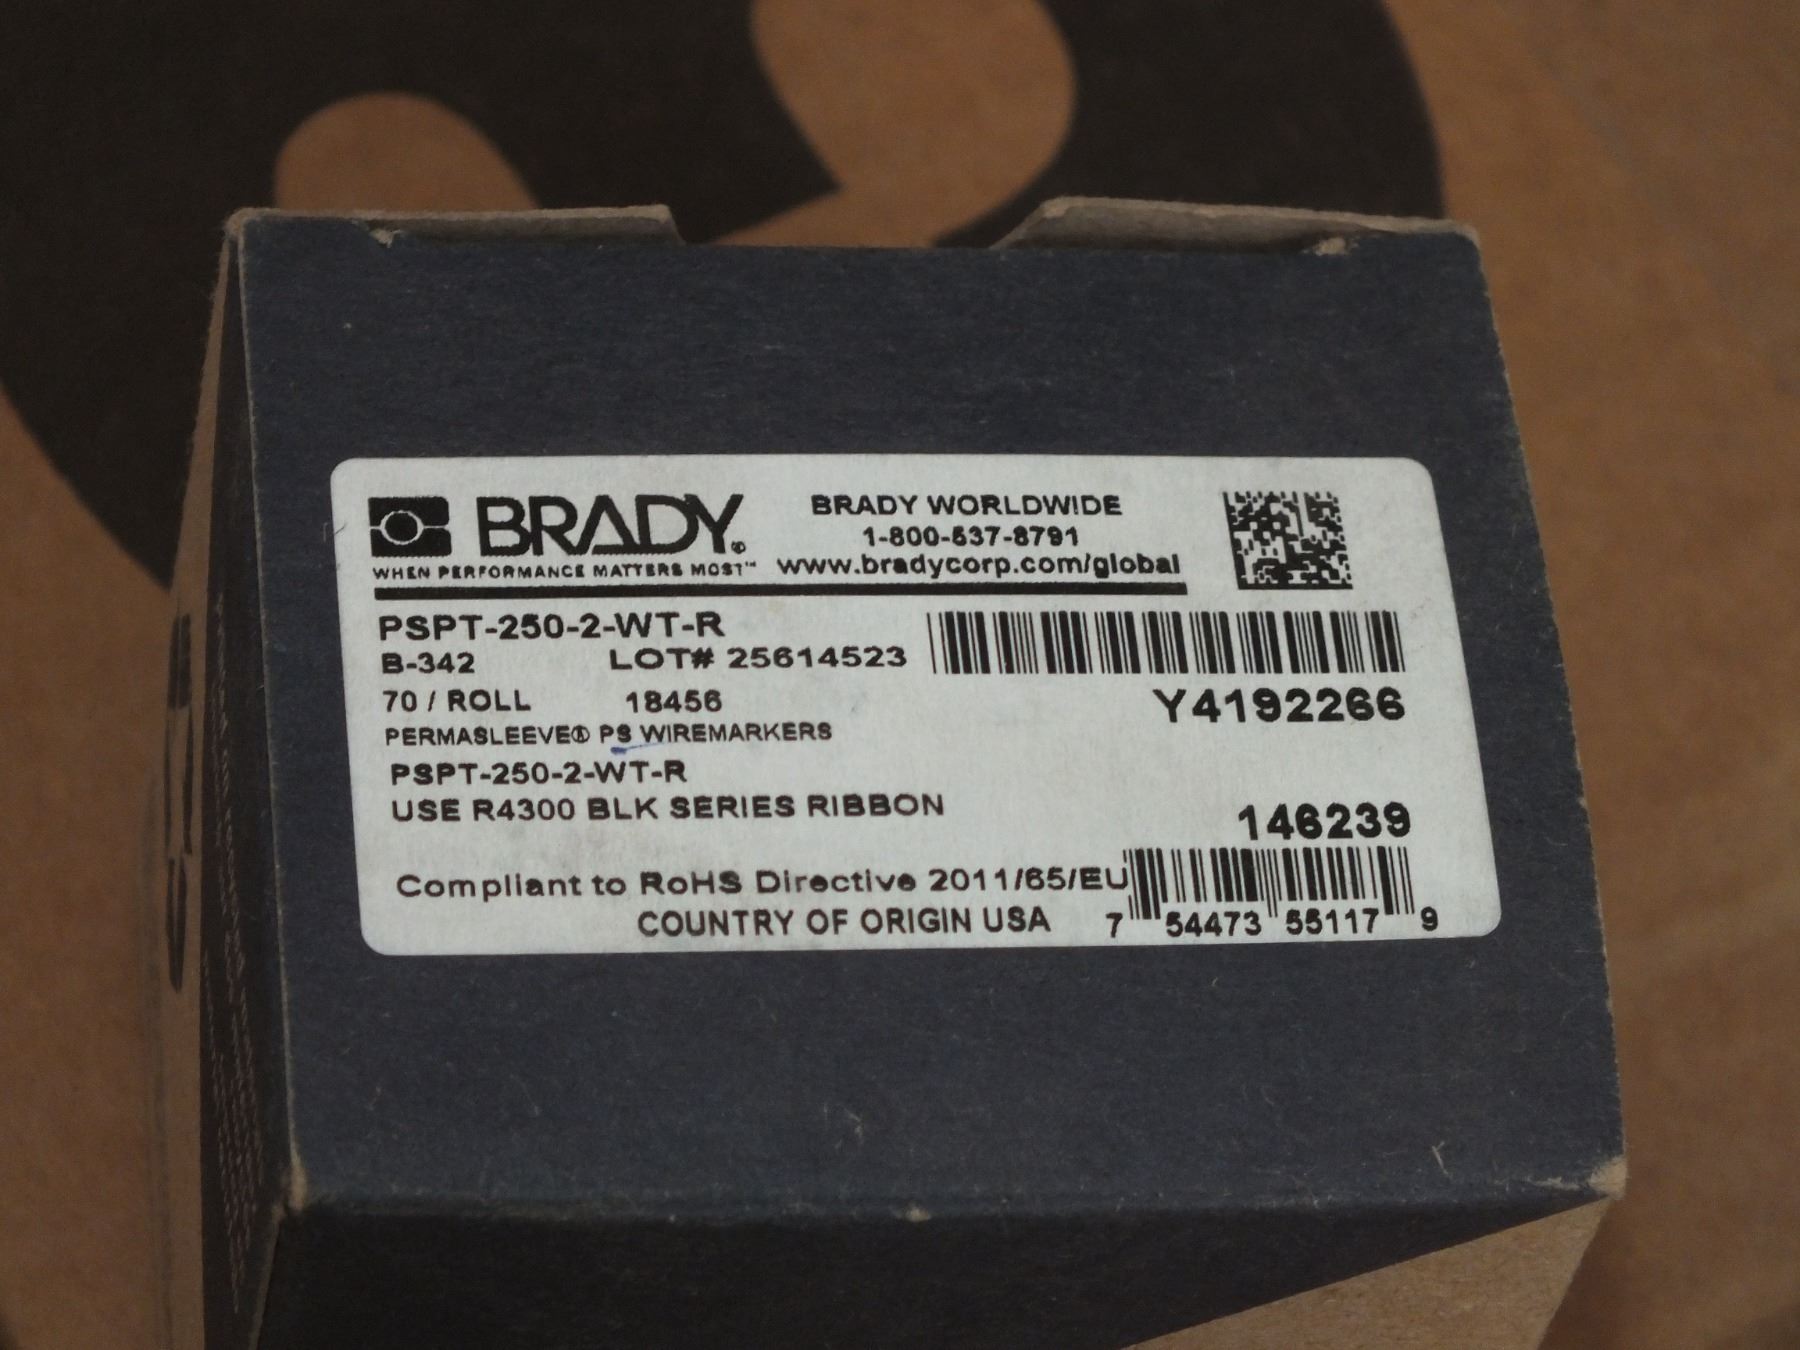 BRADY®
WHEN PERFORMANCE MATTERS MOST™
BRADY WORLDWIDE
1-800-537-8791
www.bradycorp.com/global
PSPT-250-2-WT-R
B-342 LOT# 25614523
70 / ROLL 18456
Y4192266
PERMASLEEVE® PS WIREMARKERS
PSPT-250-2-WT-R
USE R4300 BLK SERIES RIBBON
146239
Compliant to RoHS Directive 2011/65/EU
COUNTRY OF ORIGIN USA
7 54473 55117 9